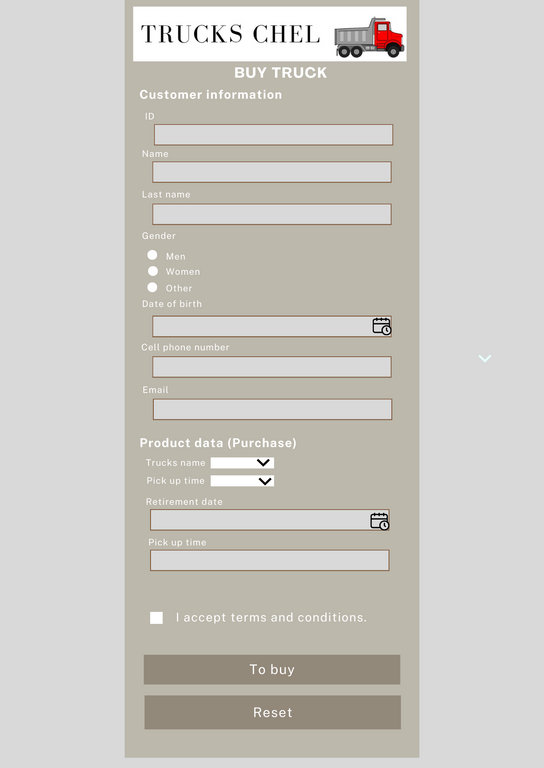 TRUCKS CHEL
BUY TRUCK
Customer information
ID
Name
Last name
Gender
Men
Women
Other
Date of birth
Cell phone number
Email
Product data (Purchase)
Trucks name
Pick up time
Retirement date
Pick up time
I accept terms and conditions.
To buy
Reset